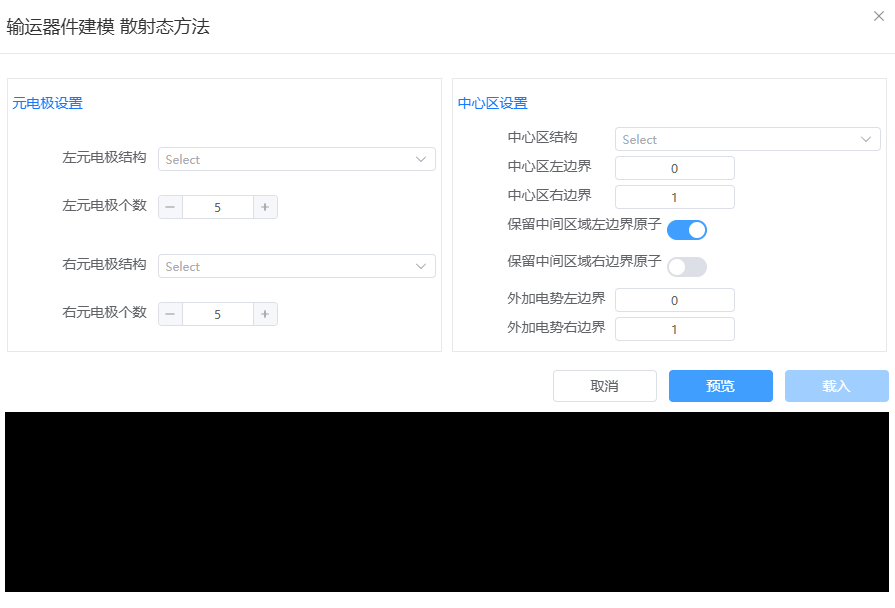 输运器件建模 散射态方法
元电极设置
左元电极结构 Select
左元电极个数 5
右元电极结构 Select
右元电极个数 5
中心区设置
中心区结构 Select
中心区左边界 0
中心区右边界 1
保留中间区域左边界原子
保留中间区域右边界原子
外加电势左边界 0
外加电势右边界 1
取消 预览 载入